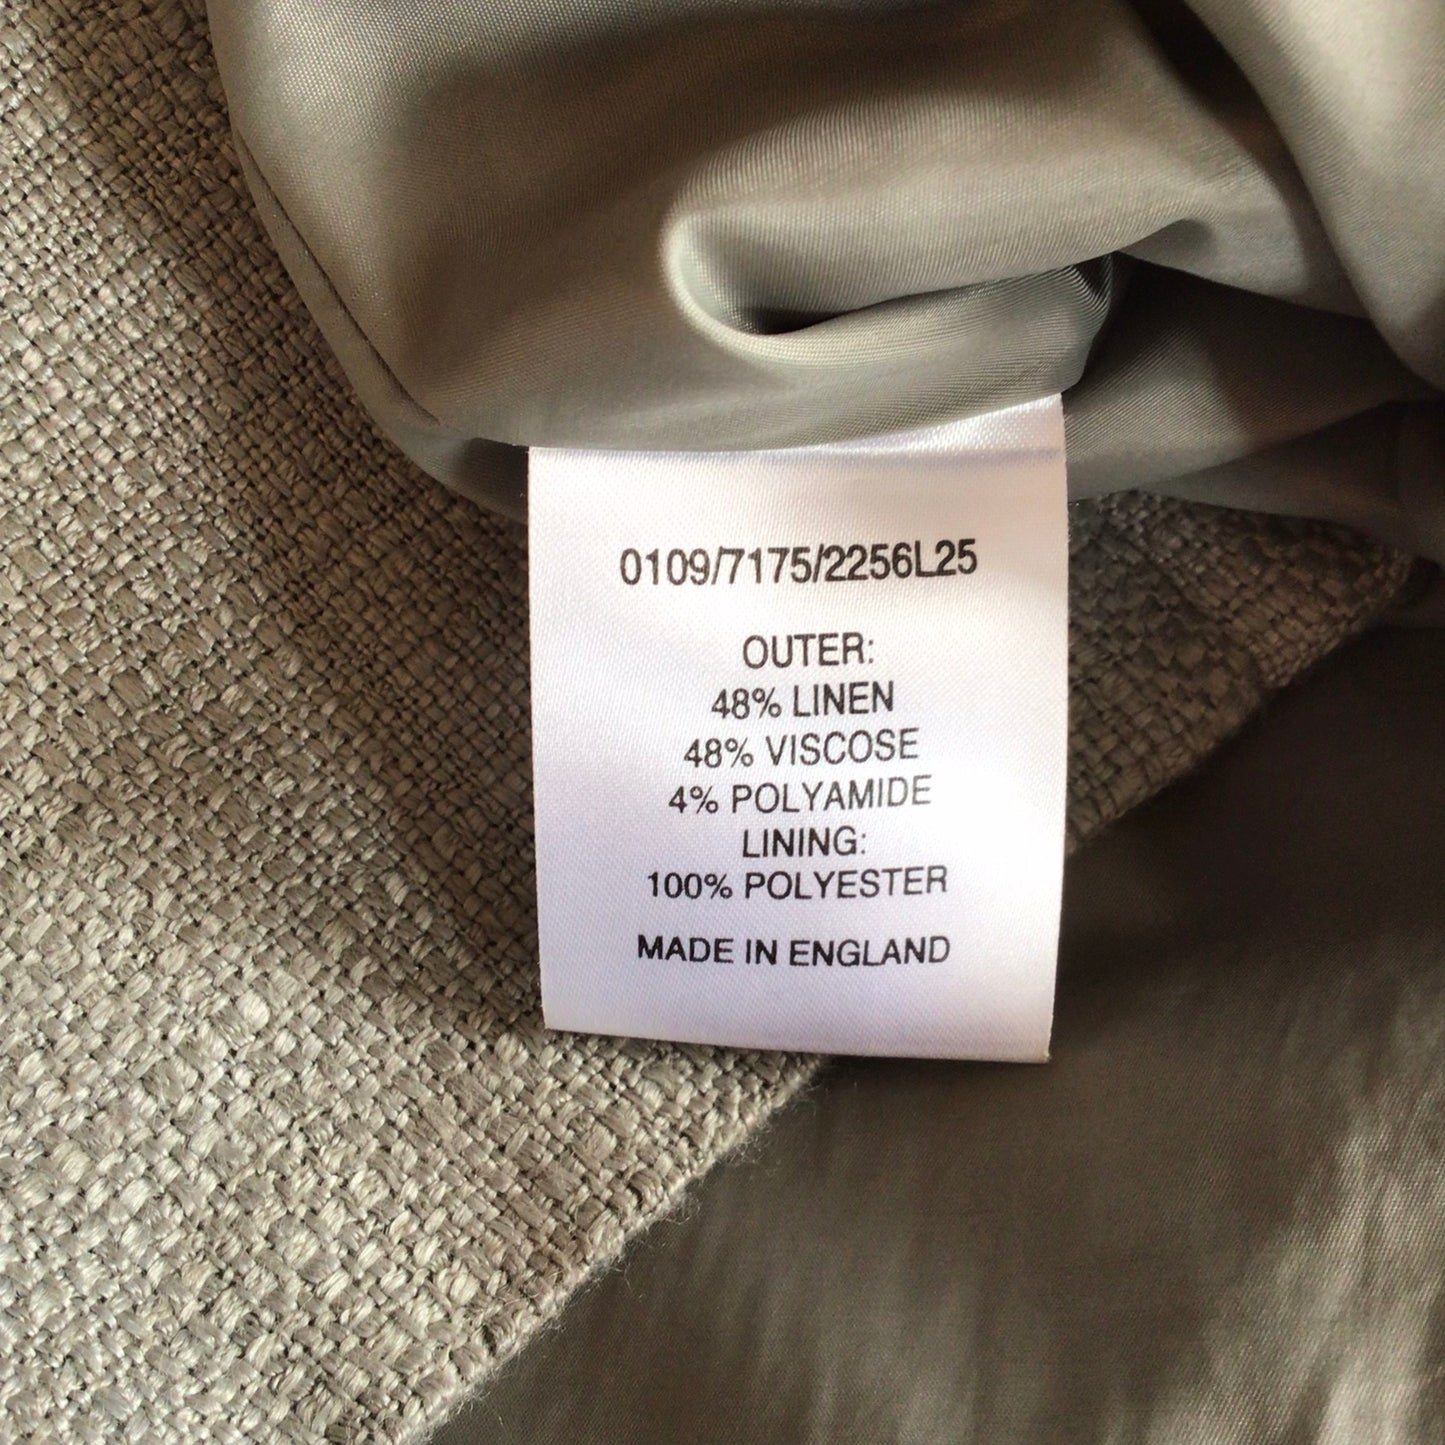 0109/7175/2256L25
OUTER:
48% LINEN
48% VISCOSE
4% POLYAMIDE
LINING:
100% POLYESTER
MADE IN ENGLAND